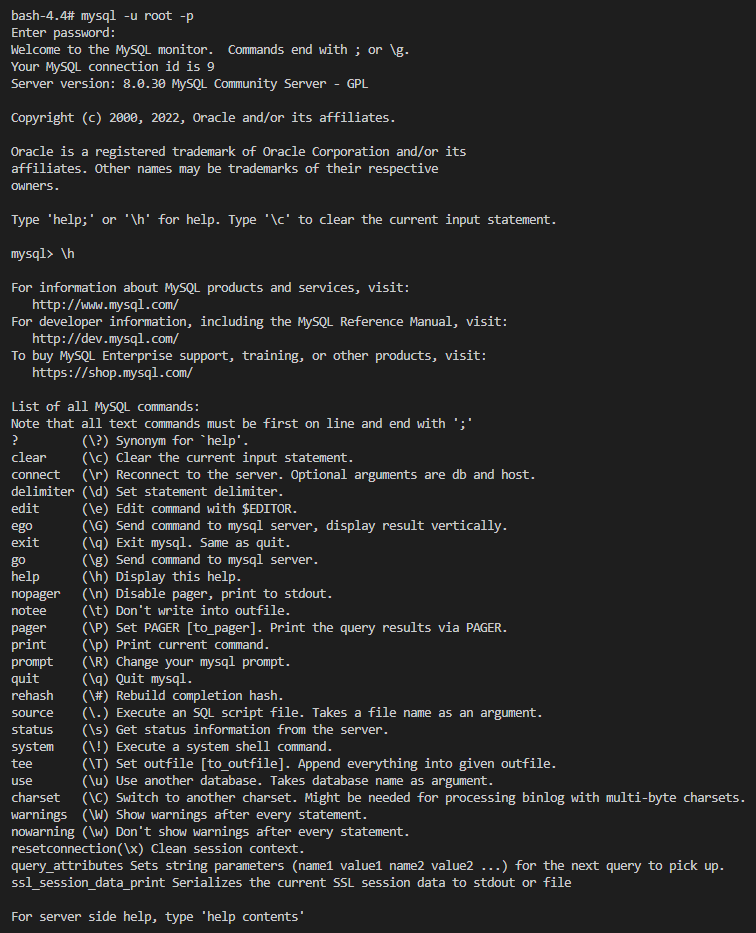 bash-4.4# mysql -u root -p
Enter password:
Welcome to the MySQL monitor.  Commands end with ; or \g.
Your MySQL connection id is 9
Server version: 8.0.30 MySQL Community Server - GPL
Copyright (c) 2000, 2022, Oracle and/or its affiliates.
Oracle is a registered trademark of Oracle Corporation and/or its
affiliates. Other names may be trademarks of their respective
owners.
Type 'help;' or '\h' for help. Type '\c' to clear the current input statement.
mysql> \h
For information about MySQL products and services, visit:
   http://www.mysql.com/
For developer information, including the MySQL Reference Manual, visit:
   http://dev.mysql.com/
To buy MySQL Enterprise support, training, or other products, visit:
   https://shop.mysql.com/
List of all MySQL commands:
Note that all text commands must be first on line and end with ';'
?         (\?) Synonym for `help'.
clear     (\c) Clear the current input statement.
connect   (\r) Reconnect to the server. Optional arguments are db and host.
delimiter (\d) Set statement delimiter.
edit      (\e) Edit command with $EDITOR.
ego       (\G) Send command to mysql server, display result vertically.
exit      (\q) Exit mysql. Same as quit.
go        (\g) Send command to mysql server.
help      (\h) Display this help.
nopager   (\n) Disable pager, print to stdout.
notee     (\t) Don't write into outfile.
pager     (\P) Set PAGER [to_pager]. Print the query results via PAGER.
print     (\p) Print current command.
prompt    (\R) Change your mysql prompt.
quit      (\q) Quit mysql.
rehash    (\#) Rebuild completion hash.
source    (\.) Execute an SQL script file. Takes a file name as an argument.
status    (\s) Get status information from the server.
system    (\!) Execute a system shell command.
tee       (\T) Set outfile [to_outfile]. Append everything into given outfile.
use       (\u) Use another database. Takes database name as argument.
charset   (\C) Switch to another charset. Might be needed for processing binlog with multi-byte charsets.
warnings  (\W) Show warnings after every statement.
nowarning (\w) Don't show warnings after every statement.
resetconnection(\x) Clean session context.
query_attributes Sets string parameters (name1 value1 name2 value2 ...) for the next query to pick up.
ssl_session_data_print Serializes the current SSL session data to stdout or file
For server side help, type 'help contents'